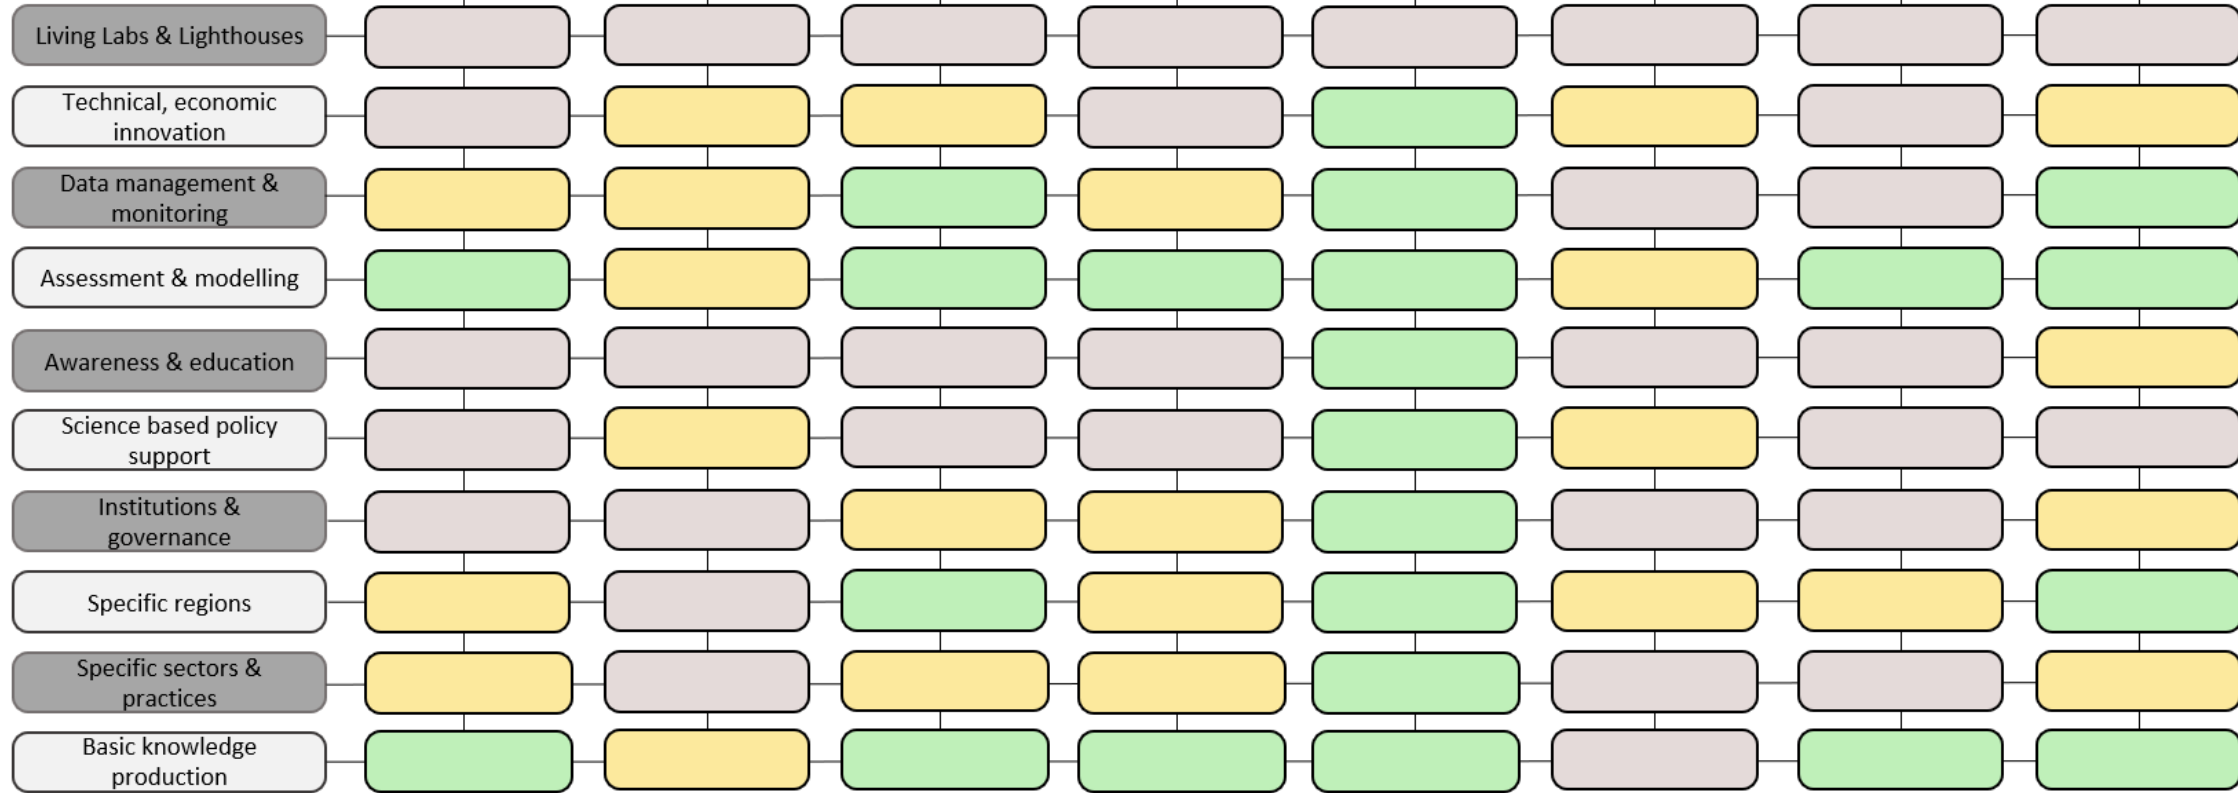 Living Labs & Lighthouses
Technical, economic
innovation
Data management &
monitoring
Assessment & modelling
Awareness & education
Science based policy
support
Institutions &
governance
Specific regions
Specific sectors &
practices
Basic knowledge
production